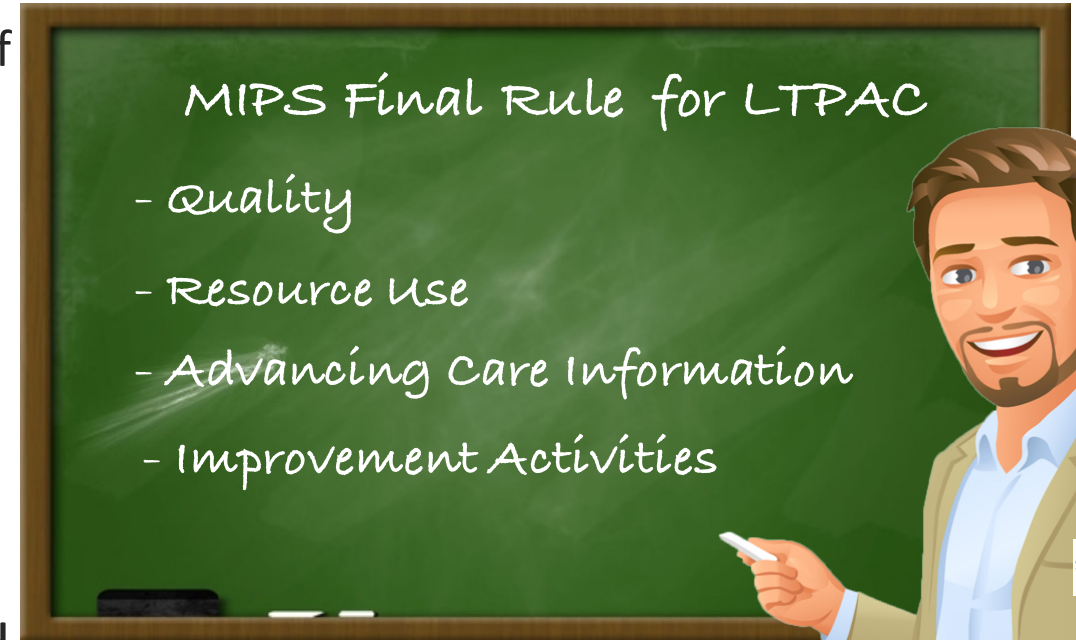 f
MIPS Final Rule for LTPAC
- Quality
- Resource Use
- Advancing Care Information
- Improvement Activities